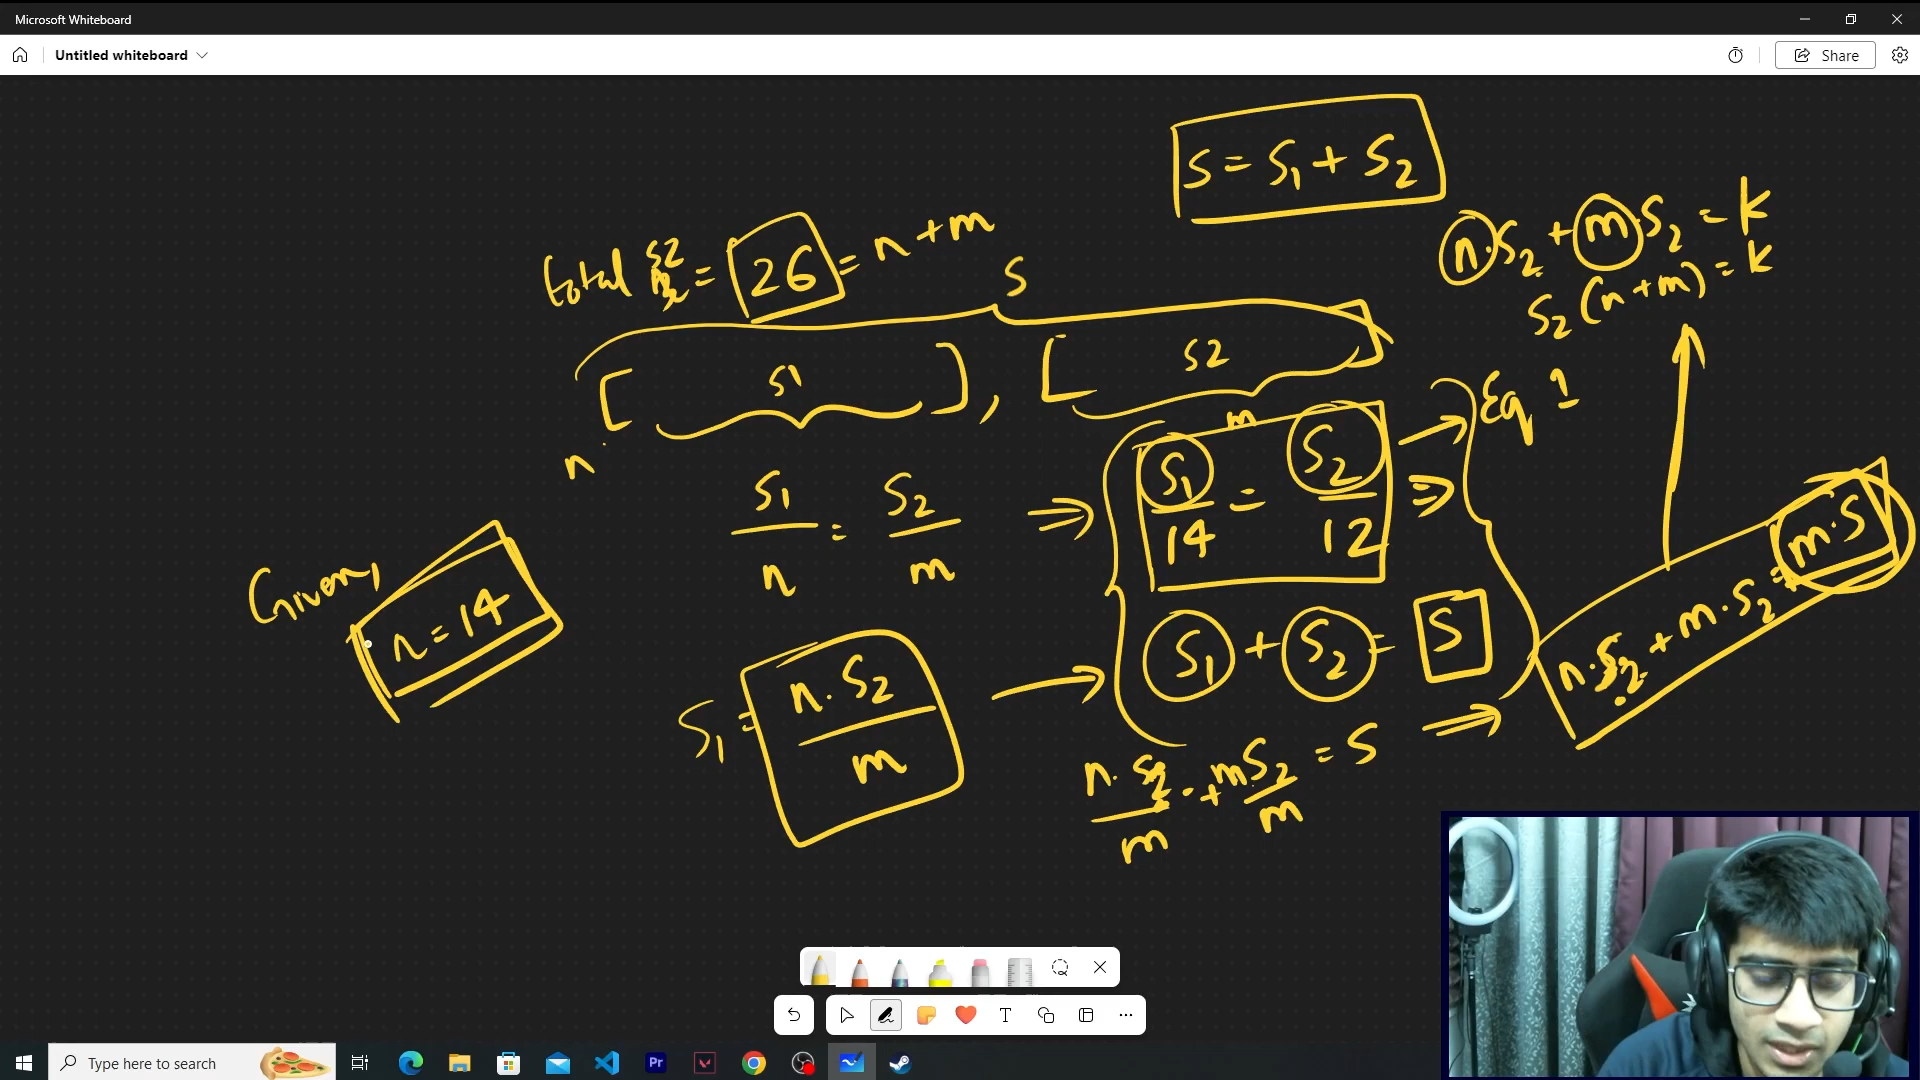 Microsoft Whiteboard
Untitled whiteboard
Share
S = S1 + S2
n·S2 + m·S2 = k
S2 (n + m) = k
total = 26 = n + m
S
[ S1 ] , [ S2 ]
n
m
S1/n = S2/m ⇒ S1/14 = S2/12 ⇒
→ Eq 1
Given,
n = 14
S1 + S2 = S
S1 = n·S2/m →
n·S2/m + mS2/m = S ⇒
n·S2 + m·S2 = m·S
T
Type here to search
Pr